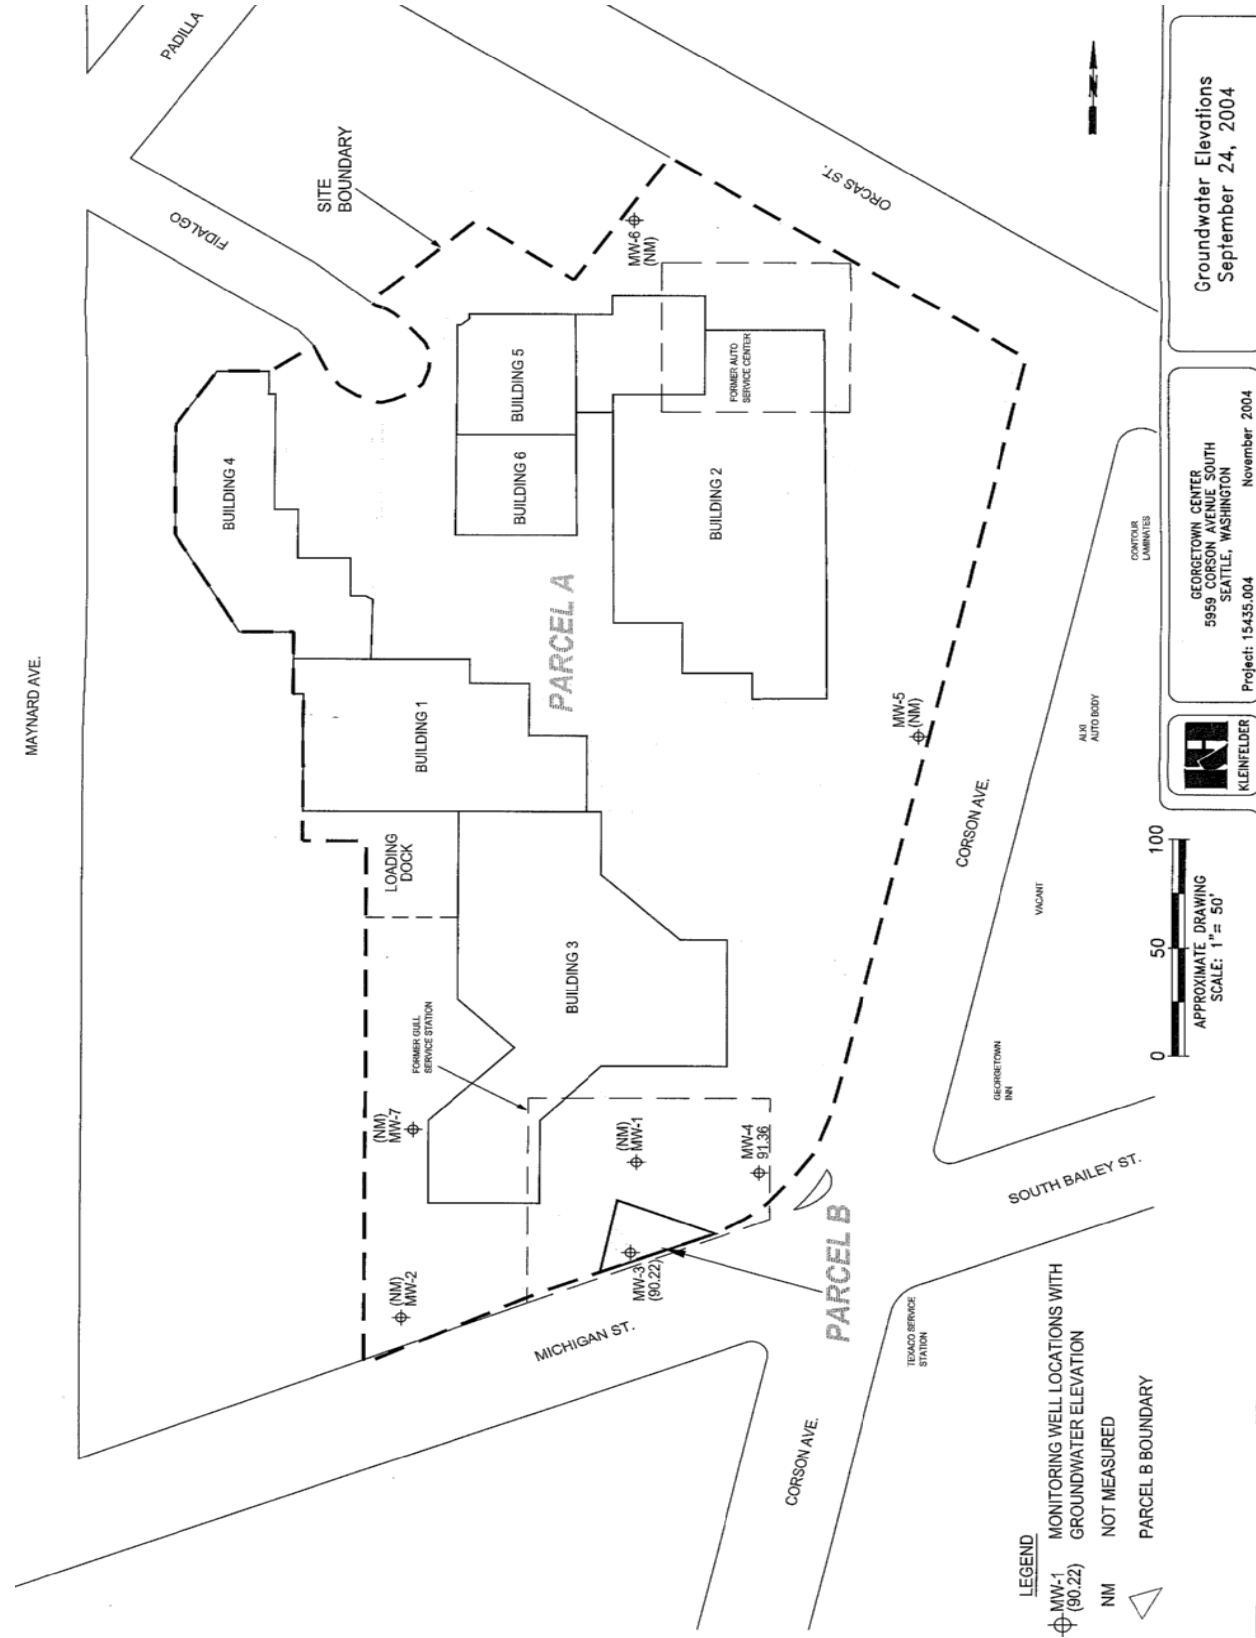 MAYNARD AVE.
PADILLA
FIDALGO
SITE
BOUNDARY
ORCAS ST.
MW-6
(NM)
BUILDING 4
BUILDING 5
BUILDING 6
FORMER AUTO
SERVICE CENTER
BUILDING 2
PARCEL A
BUILDING 1
LOADING
DOCK
BUILDING 3
MW-5
(NM)
CORSON AVE.
CONTOUR
LAMINATES
ALKI
AUTO BODY
VACANT
GEORGETOWN
INN
FORMER GULL
SERVICE STATION
(NM)
MW-7
(NM)
MW-1
MW-4
91.36
(NM)
MW-2
MW-3
(90.22)
PARCEL B
MICHIGAN ST.
SOUTH BAILEY ST.
TEXACO SERVICE
STATION
CORSON AVE.
LEGEND
MW-1
(90.22)
MONITORING WELL LOCATIONS WITH
GROUNDWATER ELEVATION
NM NOT MEASURED
PARCEL B BOUNDARY
0 50 100
APPROXIMATE DRAWING
SCALE: 1"= 50'
KLEINFELDER
GEORGETOWN CENTER
5959 CORSON AVENUE SOUTH
SEATTLE, WASHINGTON
Project: 15435.004 November 2004
Groundwater Elevations
September 24, 2004
N